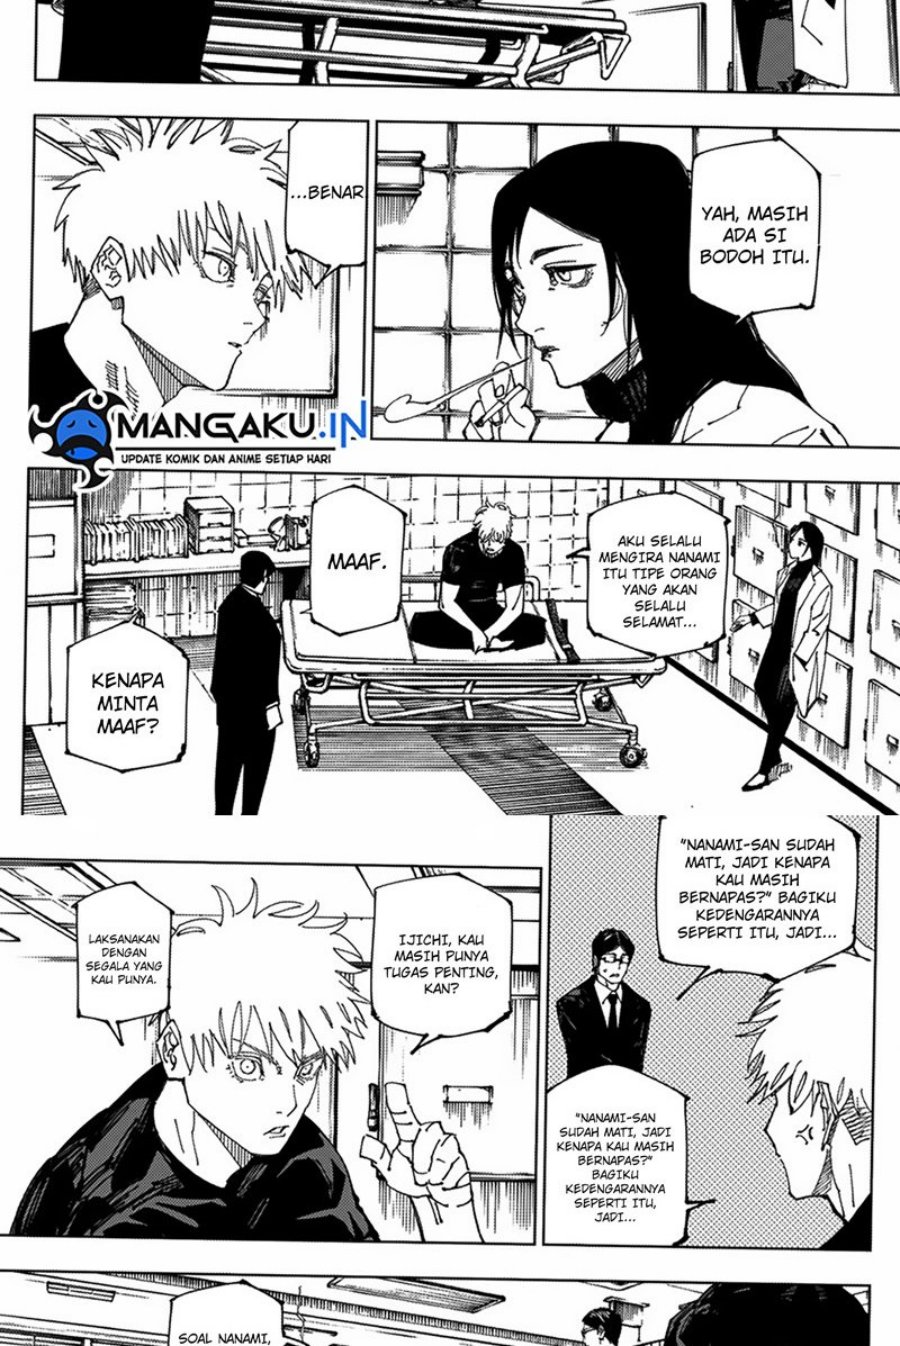 YAH, MASIH
ADA SI
BODOH ITU.
...BENAR
MANGAKU.IN
UPDATE KOMIK DAN ANIME SETIAP HARI
AKU SELALU
MENGIRA NANAMI
ITU TIPE ORANG
YANG AKAN
SELALU
SELAMAT...
MAAF.
KENAPA
MINTA
MAAF?
"NANAMI-SAN SUDAH
MATI, JADI KENAPA
KAU MASIH
BERNAPAS?" BAGIKU
KEDENGARANNYA
SEPERTI ITU, JADI...
"NANAMI-SAN
SUDAH MATI, JADI
KENAPA KAU MASIH
BERNAPAS?"
BAGIKU
KEDENGARANNYA
SEPERTI ITU,
JADI...
IJICHI, KAU
MASIH PUNYA
TUGAS PENTING,
KAN?
LAKSANAKAN
DENGAN
SEGALA YANG
KAU PUNYA.
SOAL NANAMI,